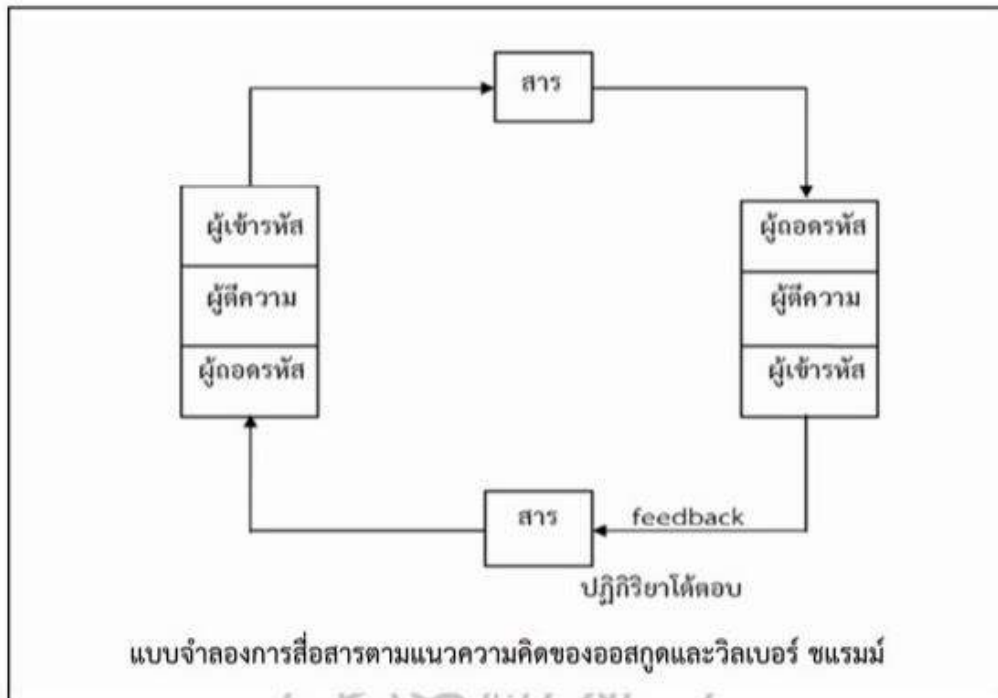 สาร
ผู้เข้ารหัส
ผู้ตีความ
ผู้ถอดรหัส
ผู้ถอดรหัส
ผู้ตีความ
ผู้เข้ารหัส
สาร
feedback
ปฏิกิริยาโต้ตอบ
แบบจำลองการสื่อสารตามแนวความคิดของออสกูดและวิลเบอร์ ชแรมม์